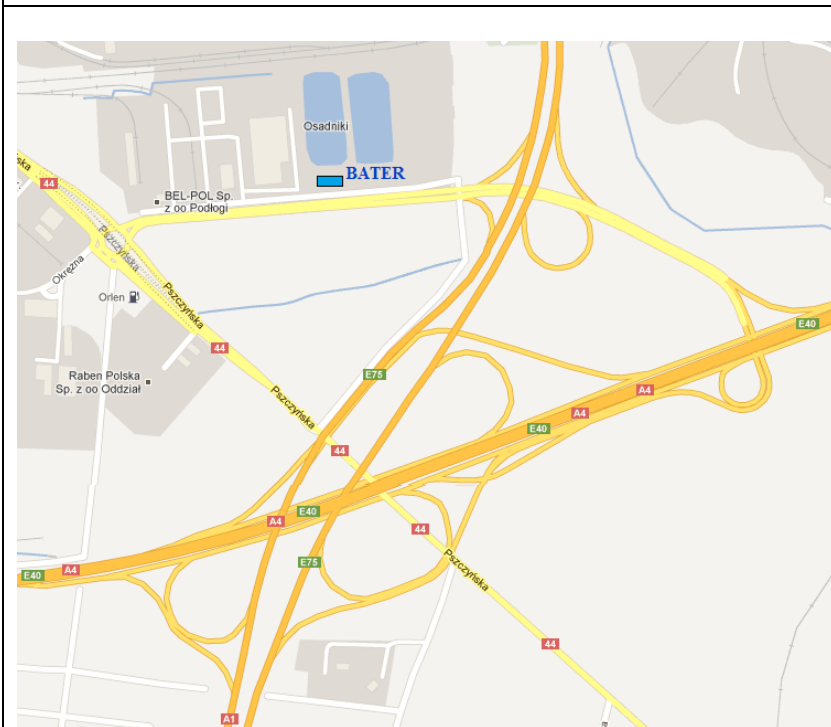 Osadniki
BATER
ska
44
BEL-POL Sp.
z oo Podłogi
Pszczyńska
Okrężna
Orlen
Pszczyńska
44
E40
Raben Polska
Sp. z oo Oddział
E75
A4
Pszczyńska
A4
E40
44
E40
A4
44
E40
A4
E75
Pszczyńska
44
A1